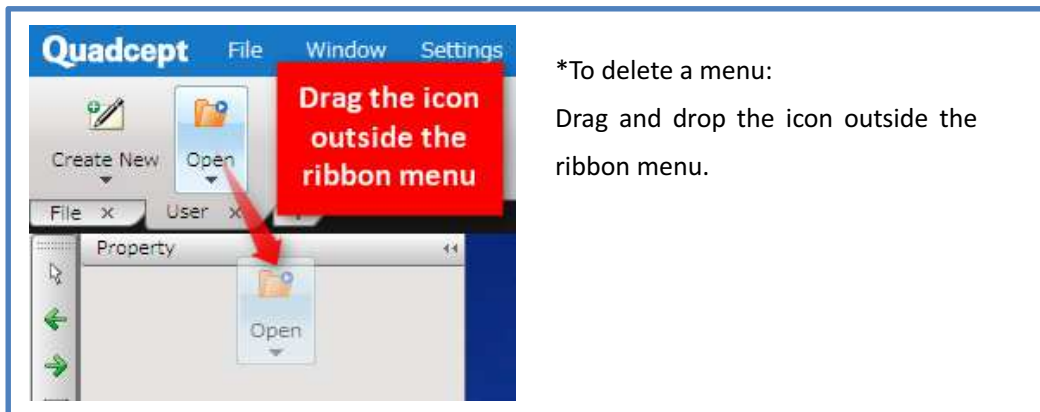 Quadcept File Window Settings
Drag the icon
outside the
ribbon menu
Create New Open
File x User x
Property
Open
*To delete a menu:
Drag and drop the icon outside the
ribbon menu.